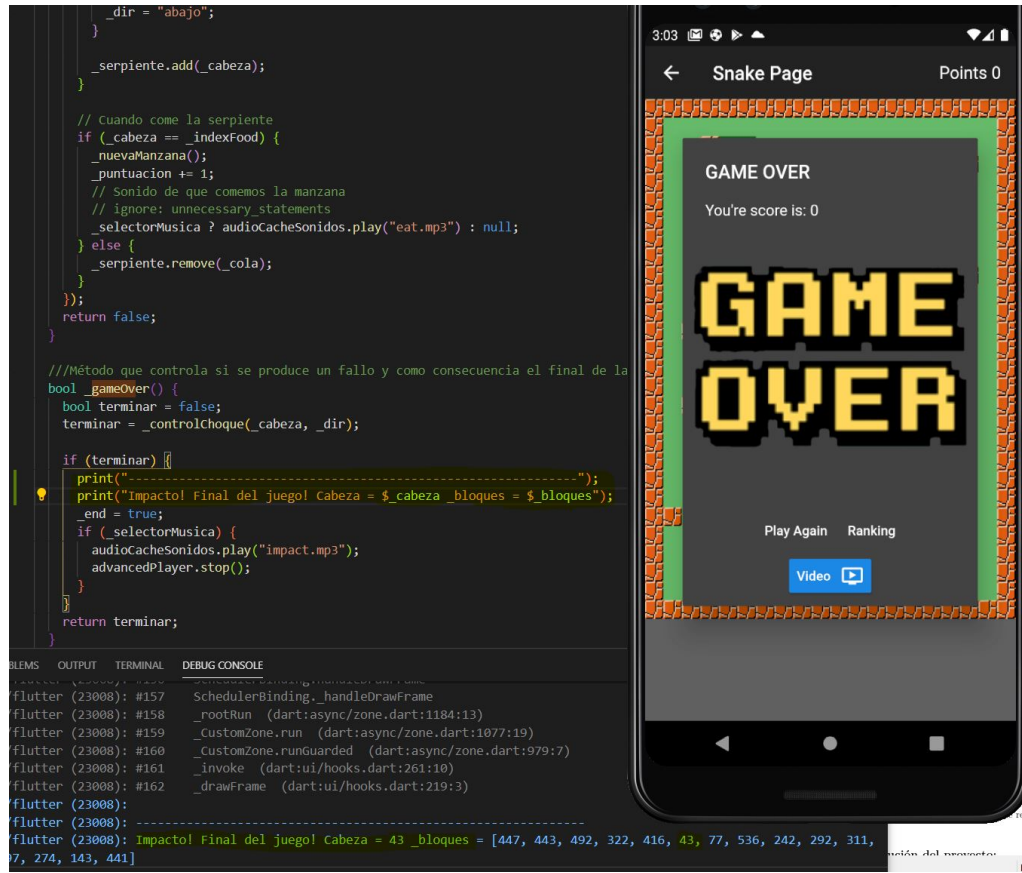 _dir = "abajo";
}
_serpiente.add(_cabeza);
}
// Cuando come la serpiente
if (_cabeza == _indexFood) {
_nuevaManzana();
_puntuacion += 1;
// Sonido de que comemos la manzana
// ignore: unnecessary_statements
_selectorMusica ? audioCacheSonidos.play("eat.mp3") : null;
} else {
_serpiente.remove(_cola);
}
});
return false;
}
///Método que controla si se produce un fallo y como consecuencia el final de la
bool _gameOver() {
bool terminar = false;
terminar = _controlChoque(_cabeza, _dir);
if (terminar) {
print("--------------------------------------------------------------");
print("Impacto! Final del juego! Cabeza = $_cabeza _bloques = $_bloques");
_end = true;
if (_selectorMusica) {
audioCacheSonidos.play("impact.mp3");
advancedPlayer.stop();
}
}
return terminar;
}
BLEMS OUTPUT TERMINAL DEBUG CONSOLE
/flutter (23008): #157 SchedulerBinding._handleDrawFrame
/flutter (23008): #158 _rootRun (dart:async/zone.dart:1184:13)
/flutter (23008): #159 _CustomZone.run (dart:async/zone.dart:1077:19)
/flutter (23008): #160 _CustomZone.runGuarded (dart:async/zone.dart:979:7)
/flutter (23008): #161 _invoke (dart:ui/hooks.dart:261:10)
/flutter (23008): #162 _drawFrame (dart:ui/hooks.dart:219:3)
/flutter (23008):
/flutter (23008): --------------------------------------------------------------
/flutter (23008): Impacto! Final del juego! Cabeza = 43 _bloques = [447, 443, 492, 322, 416, 43, 77, 536, 242, 292, 311,
97, 274, 143, 441]
3:03
Snake Page Points 0
GAME OVER
You're score is: 0
GAME
OVER
Play Again Ranking
Video
ución del proyecto: